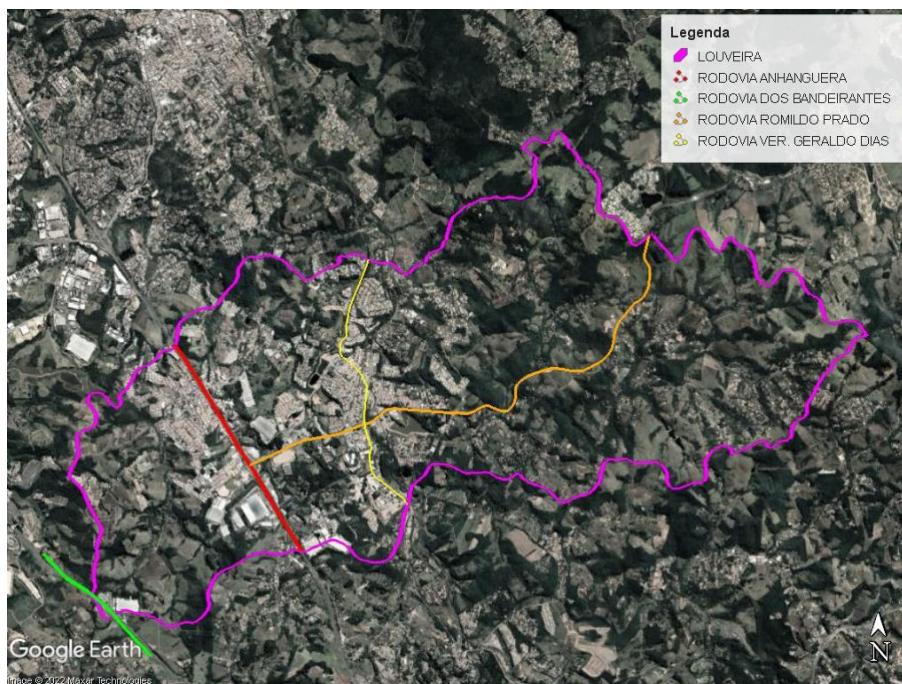 Legenda
LOUVEIRA
RODOVIA ANHANGUERA
RODOVIA DOS BANDEIRANTES
RODOVIA ROMILDO PRADO
RODOVIA VER. GERALDO DIAS
Google Earth
N
Image © 2022 Maxar Technologies